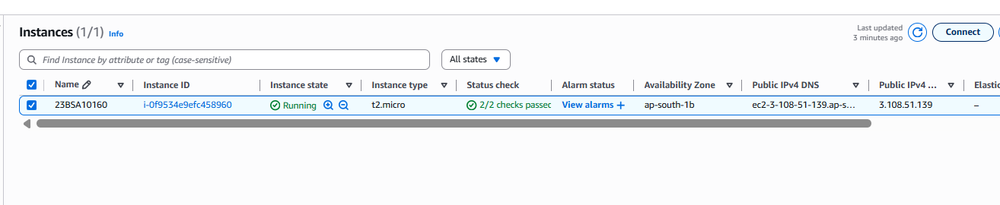 Instances (1/1) Info
Last updated
3 minutes ago
Connect
Find Instance by attribute or tag (case-sensitive)
All states
Name Instance ID Instance state Instance type Status check Alarm status Availability Zone Public IPv4 DNS Public IPv4 ... Elastic
23BSA10160 i-0f9534e9efc458960 Running t2.micro 2/2 checks passec View alarms + ap-south-1b ec2-3-108-51-139.ap-s... 3.108.51.139 –